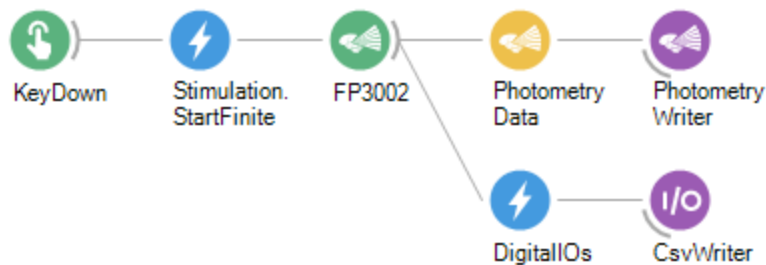 KeyDown
Stimulation.
StartFinite
FP3002
Photometry
Data
Photometry
Writer
I/O
DigitalIOs
CsvWriter